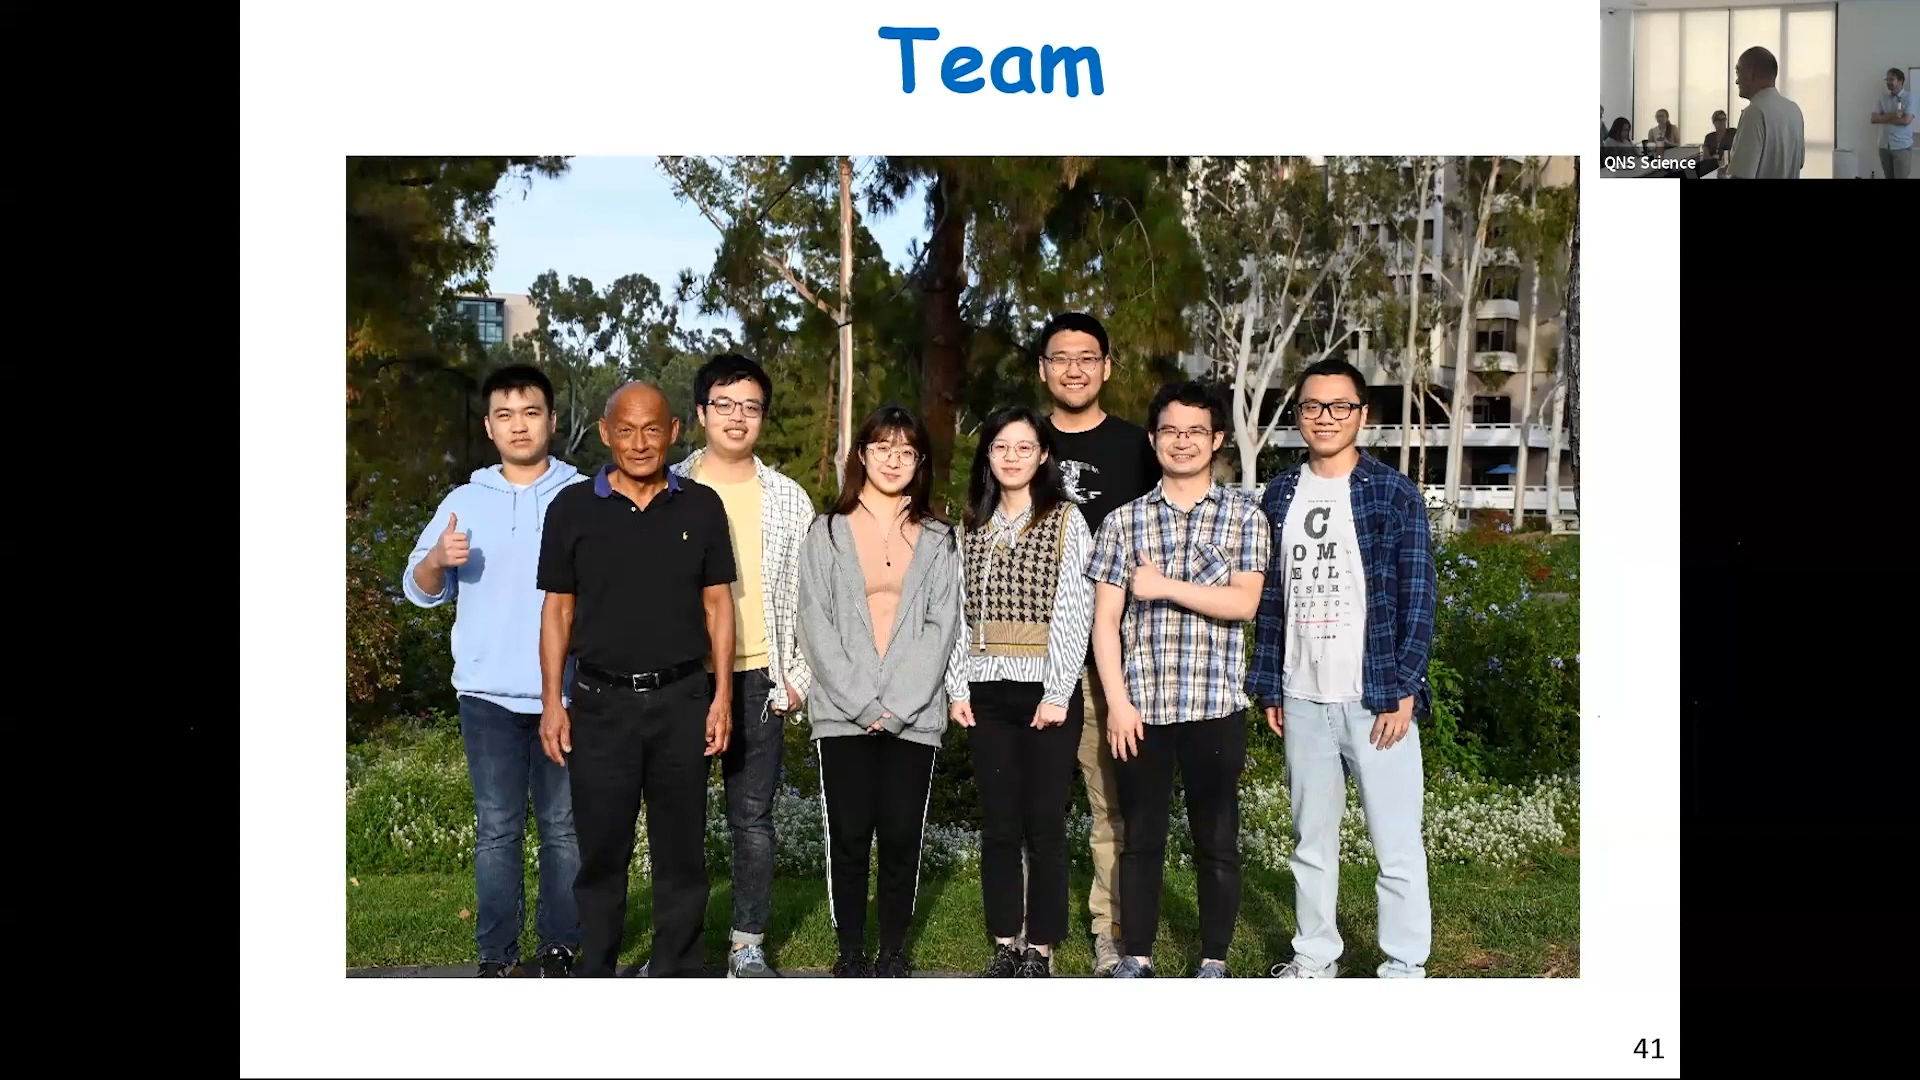 Team
QNS Science
C
O M
E C L
O S E R
A N D N O
41